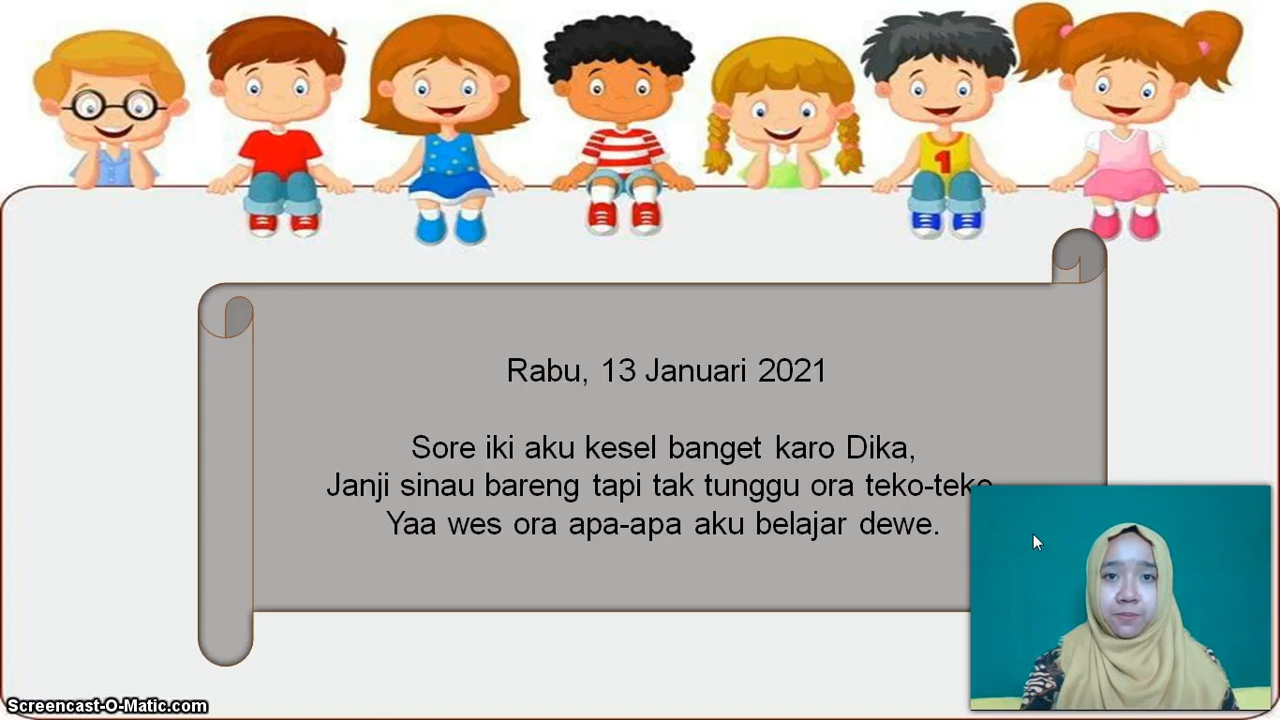 Rabu, 13 Januari 2021
Sore iki aku kesel banget karo Dika,
Janji sinau bareng tapi tak tunggu ora teko-teko
Yaa wes ora apa-apa aku belajar dewe.
1
Screencast-O-Matic.com